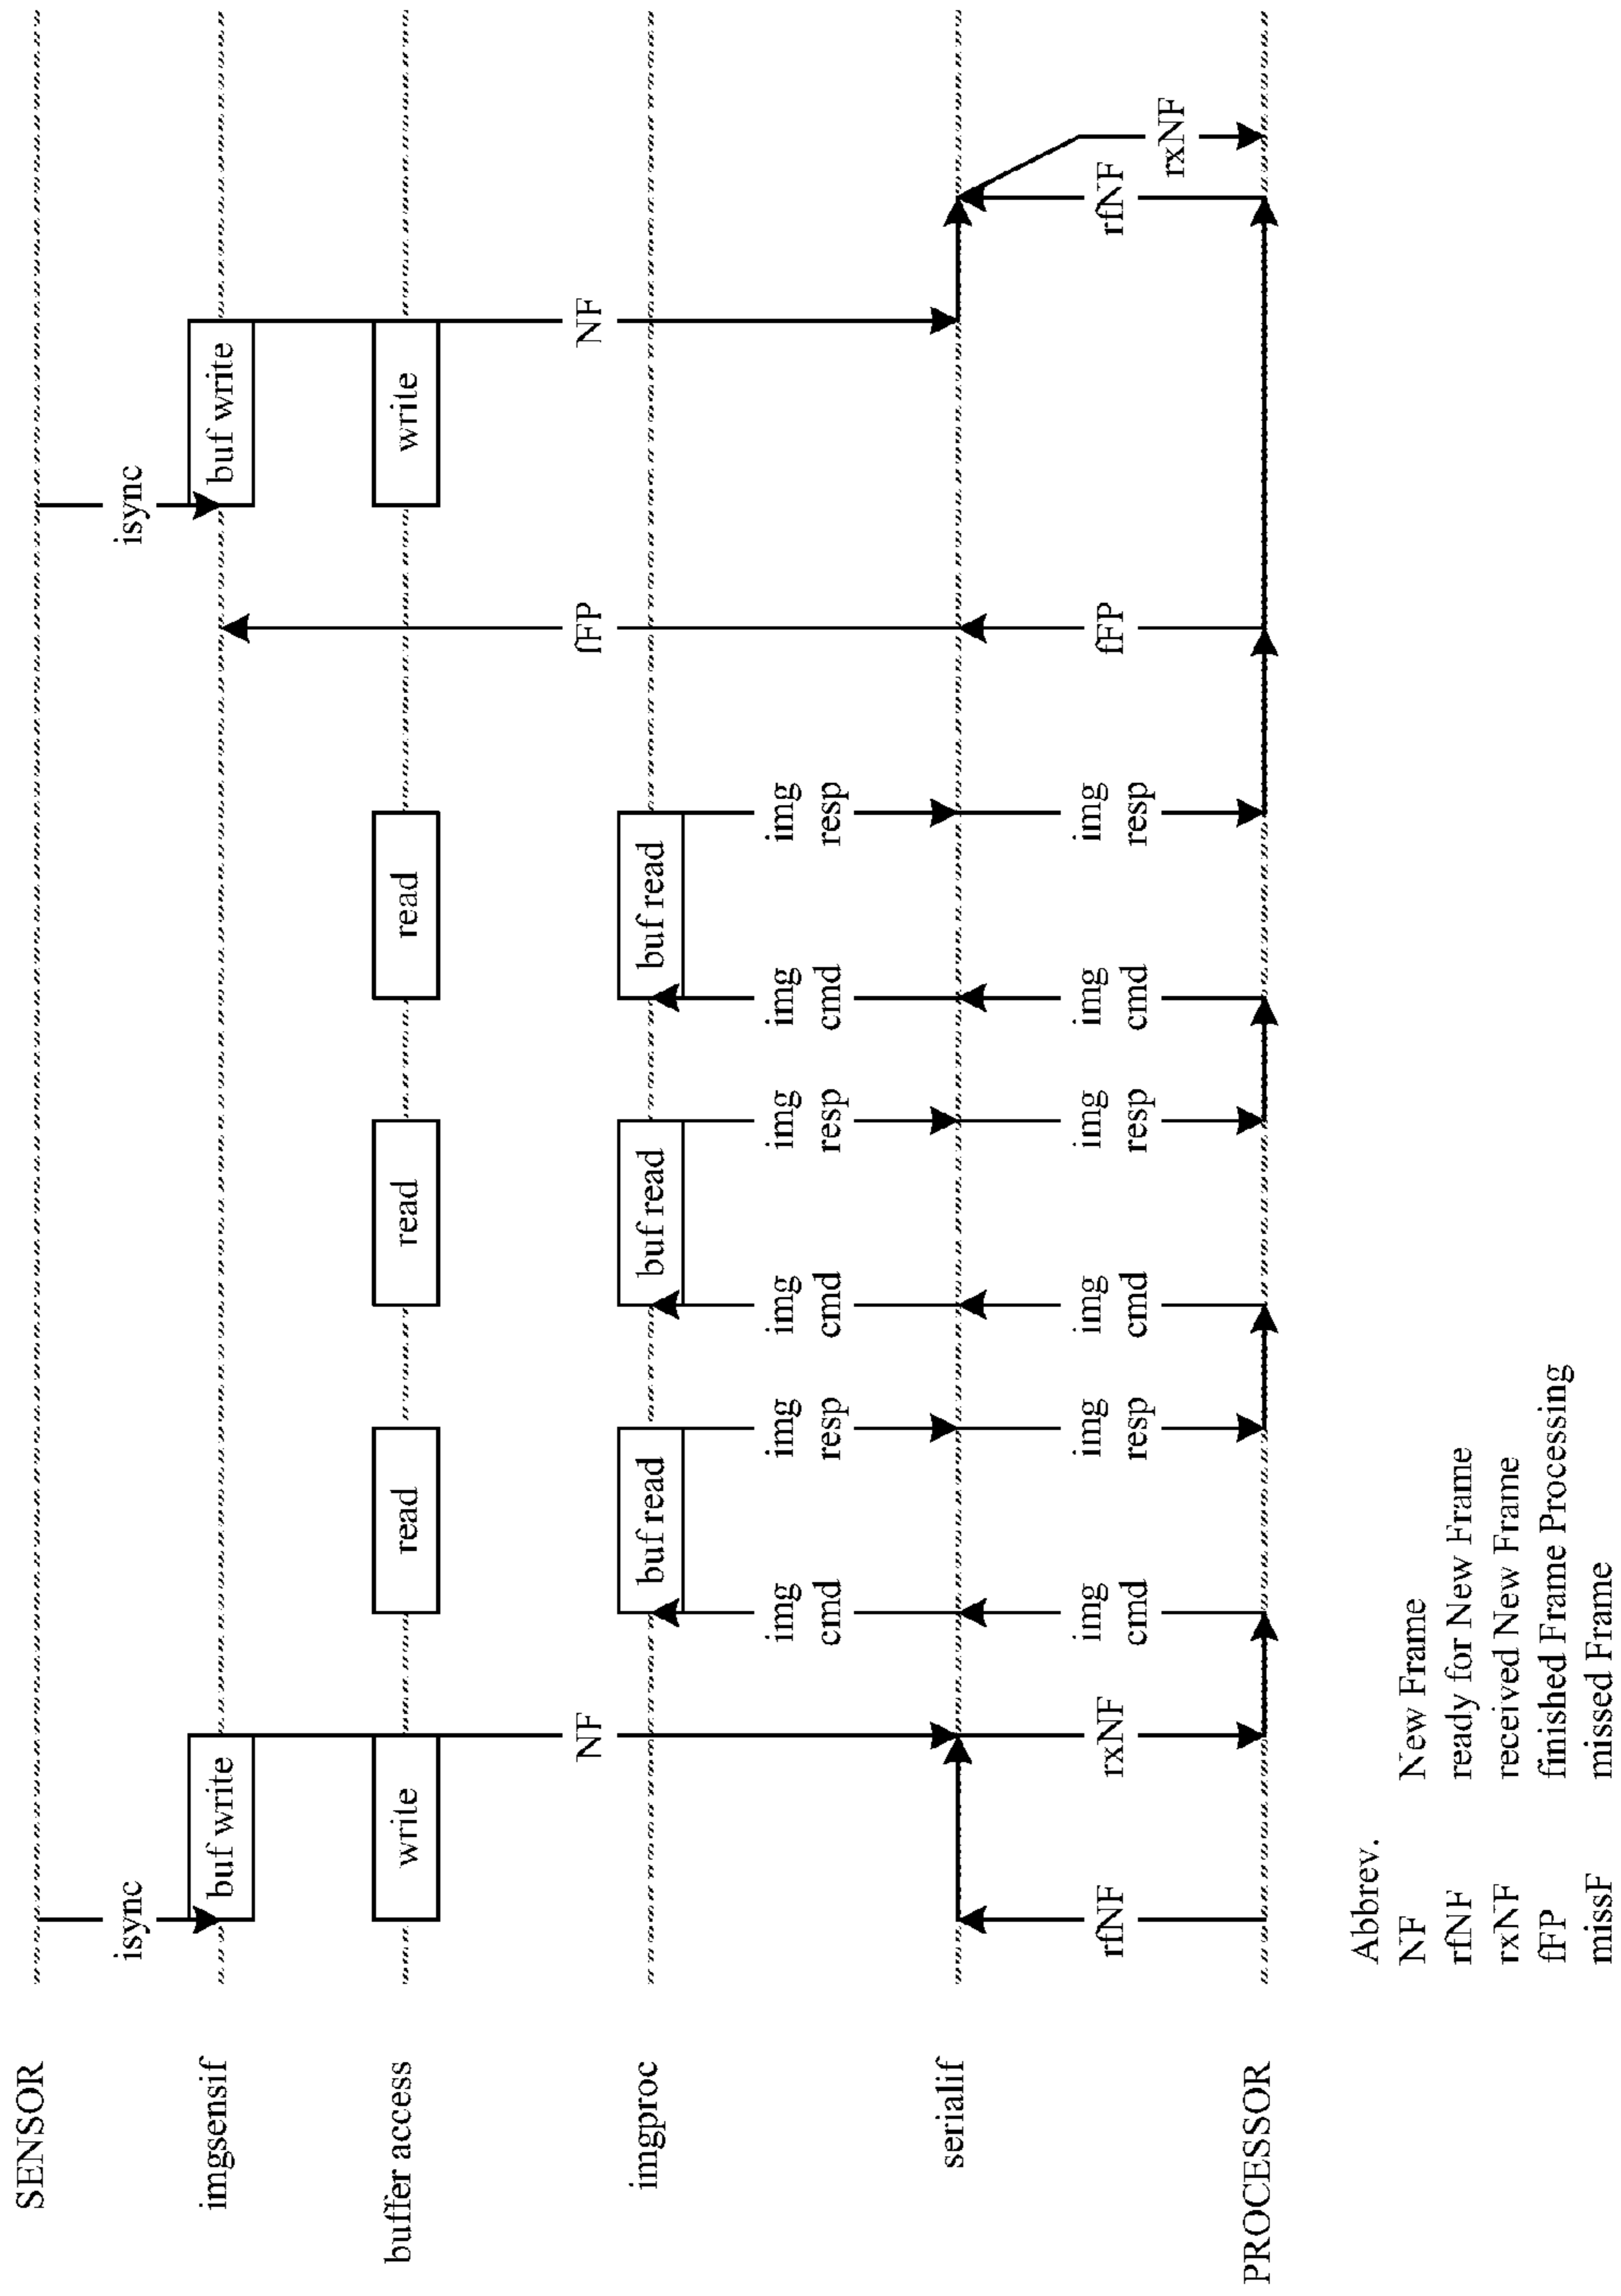 SENSOR
isync
isync
imgsensif
buf write
buf write
buffer access
write
read
read
read
write
NF
fFP
NF
imgproc
buf read
buf read
buf read
img
cmd
img
resp
img
cmd
img
resp
img
cmd
img
resp
serialif
rfNF
rxNF
img
cmd
img
resp
img
cmd
img
resp
img
cmd
img
resp
fFP
rfNF
rxNF
PROCESSOR
Abbrev.
NF New Frame
rfNF ready for New Frame
rxNF received New Frame
fFP finished Frame Processing
missF missed Frame